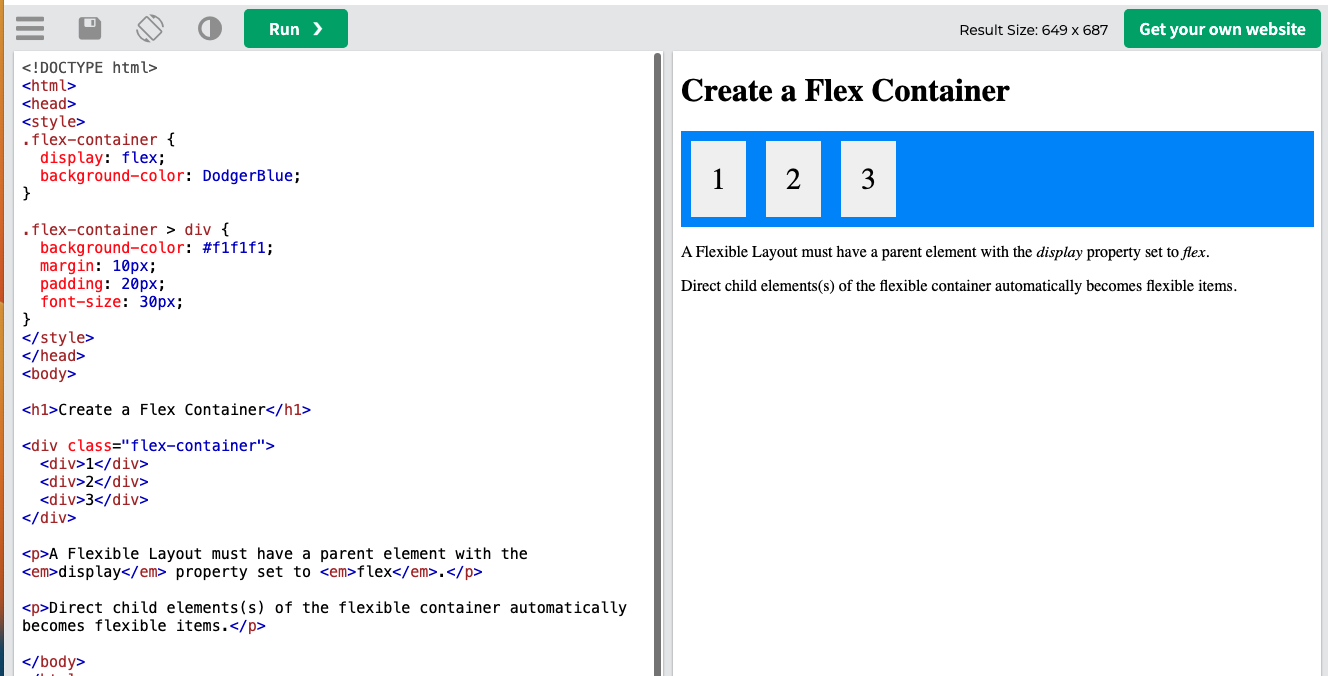 Run ❯
Result Size: 649 x 687
Get your own website
<!DOCTYPE html>
<html>
<head>
<style>
.flex-container {
  display: flex;
  background-color: DodgerBlue;
}

.flex-container > div {
  background-color: #f1f1f1;
  margin: 10px;
  padding: 20px;
  font-size: 30px;
}
</style>
</head>
<body>

<h1>Create a Flex Container</h1>

<div class="flex-container">
  <div>1</div>
  <div>2</div>
  <div>3</div>
</div>

<p>A Flexible Layout must have a parent element with the
<em>display</em> property set to <em>flex</em>.</p>

<p>Direct child elements(s) of the flexible container automatically
becomes flexible items.</p>

</body>
Create a Flex Container
1 2 3
A Flexible Layout must have a parent element with the display property set to flex.
Direct child elements(s) of the flexible container automatically becomes flexible items.